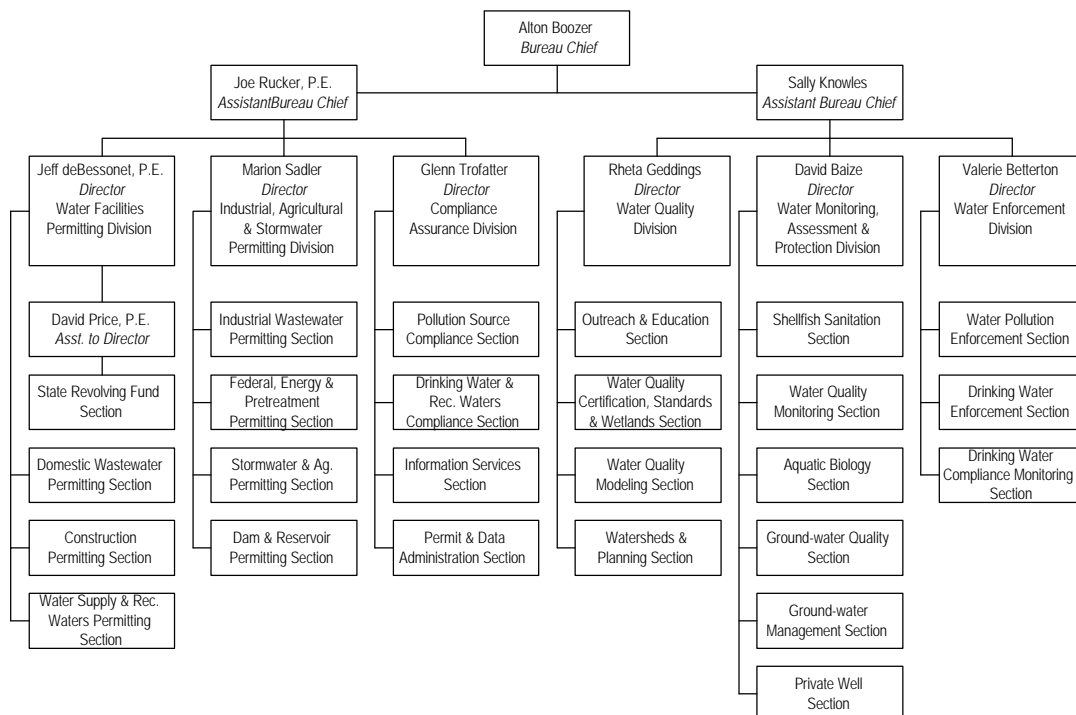 Alton Boozer
Bureau Chief
Joe Rucker, P.E.
AssistantBureau Chief
Sally Knowles
Assistant Bureau Chief
Jeff deBessonet, P.E.
Director
Water Facilities
Permitting Division
Marion Sadler
Director
Industrial, Agricultural
& Stormwater
Permitting Division
Glenn Trofatter
Director
Compliance
Assurance Division
Rheta Geddings
Director
Water Quality
Division
David Baize
Director
Water Monitoring,
Assessment &
Protection Division
Valerie Betterton
Director
Water Enforcement
Division
David Price, P.E.
Asst. to Director
Industrial Wastewater
Permitting Section
Pollution Source
Compliance Section
Outreach & Education
Section
Shellfish Sanitation
Section
Water Pollution
Enforcement Section
State Revolving Fund
Section
Federal, Energy &
Pretreatment
Permitting Section
Drinking Water &
Rec. Waters
Compliance Section
Water Quality
Certification, Standards
& Wetlands Section
Water Quality
Monitoring Section
Drinking Water
Enforcement Section
Domestic Wastewater
Permitting Section
Stormwater & Ag.
Permitting Section
Information Services
Section
Water Quality
Modeling Section
Aquatic Biology
Section
Drinking Water
Compliance Monitoring
Section
Construction
Permitting Section
Dam & Reservoir
Permitting Section
Permit & Data
Administration Section
Watersheds &
Planning Section
Ground-water Quality
Section
Water Supply & Rec.
Waters Permitting
Section
Ground-water
Management Section
Private Well
Section